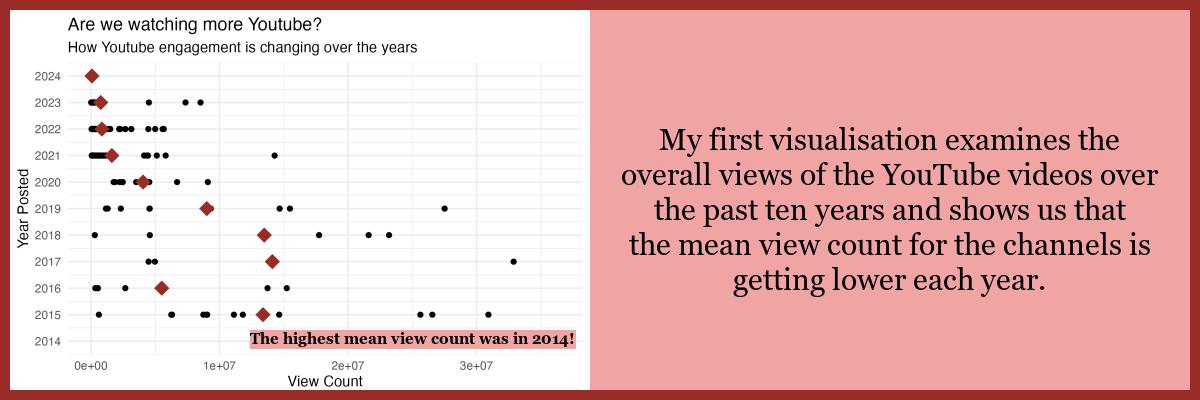 Are we watching more Youtube?
How Youtube engagement is changing over the years
Year Posted
2024
2023
2022
2021
2020
2019
2018
2017
2016
2015
2014
The highest mean view count was in 2014!
0e+00 1e+07 2e+07 3e+07
View Count
My first visualisation examines the
overall views of the YouTube videos over
the past ten years and shows us that
the mean view count for the channels is
getting lower each year.